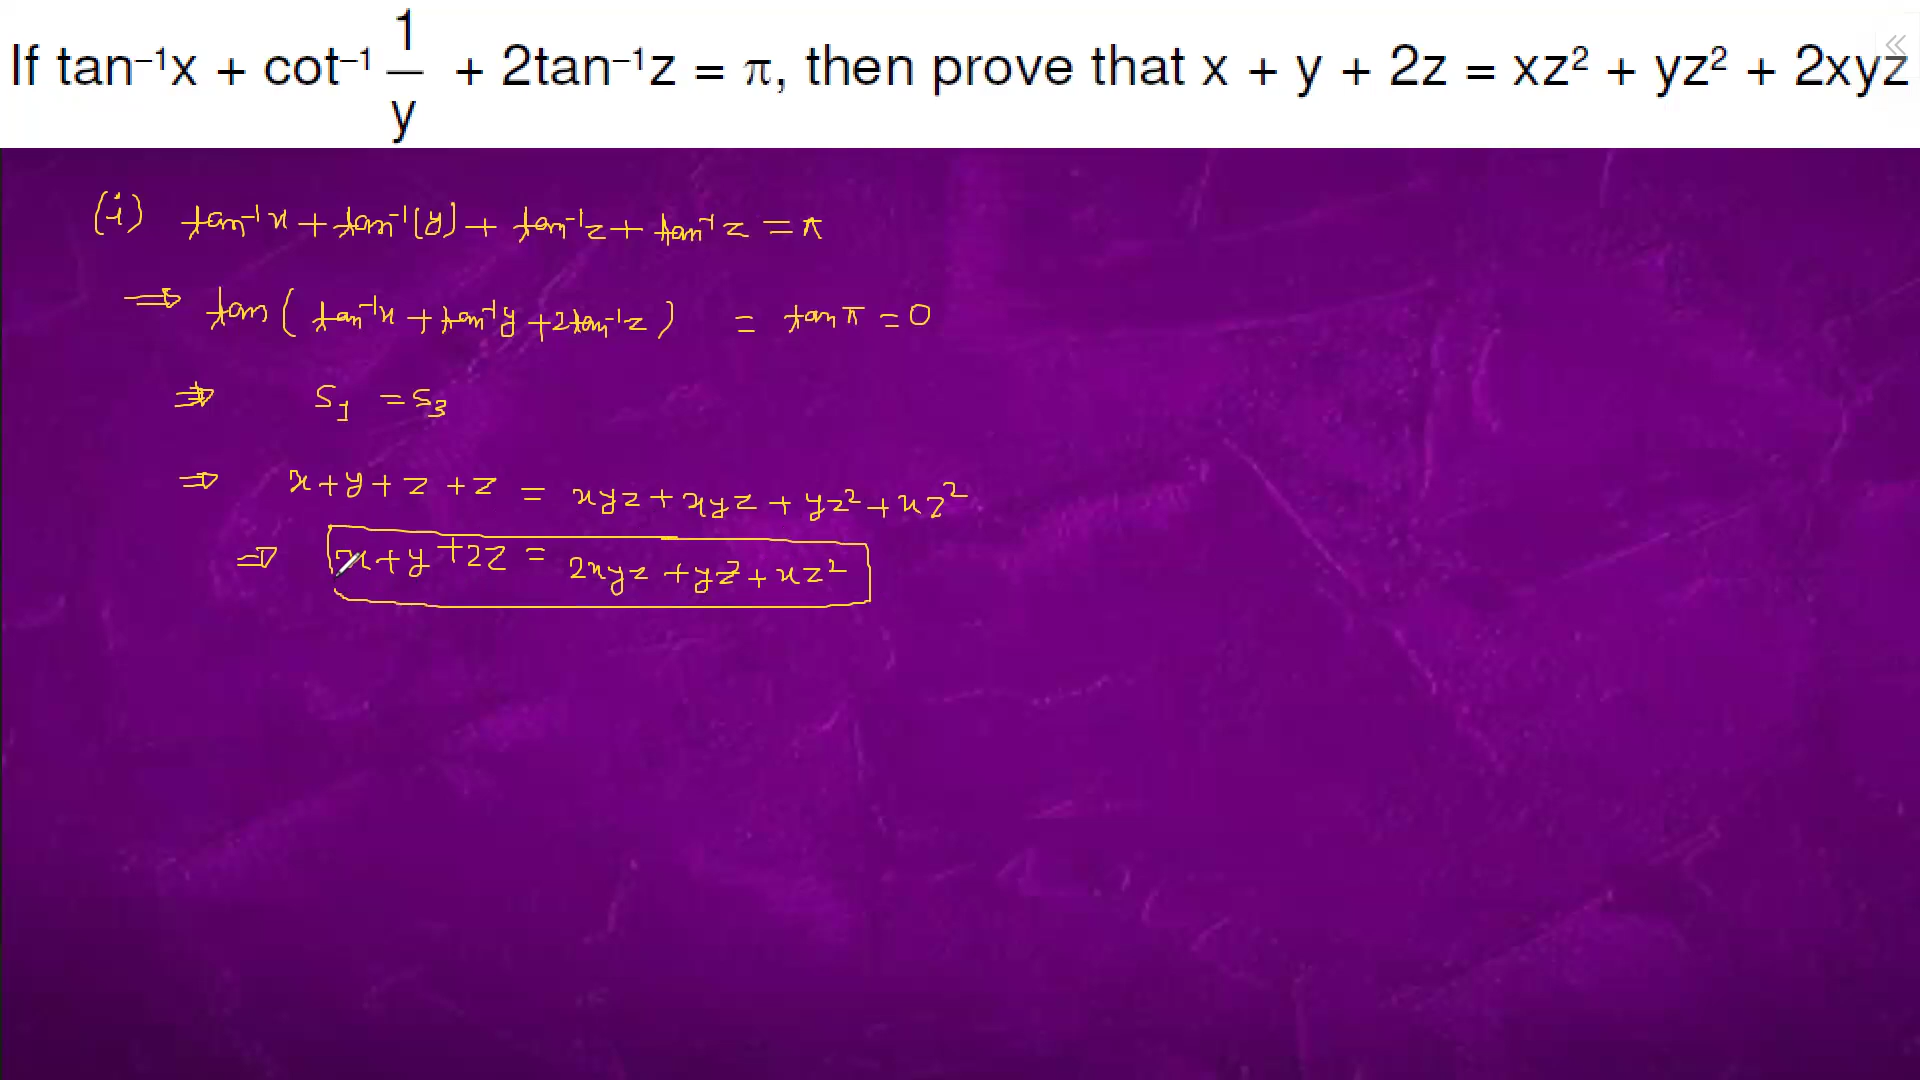 If tan⁻¹x + cot⁻¹ 1/y + 2tan⁻¹z = π, then prove that x + y + 2z = xz² + yz² + 2xyz
(i) tan⁻¹x + tan⁻¹(y) + tan⁻¹z + tan⁻¹z = π
⇒ tan( tan⁻¹x + tan⁻¹y + 2tan⁻¹z ) = tanπ = 0
⇒ S₁ = S₃
⇒ x+y+z+z = xyz + xyz + yz² + xz²
⇒ x+y+2z = 2xyz + yz² + xz²